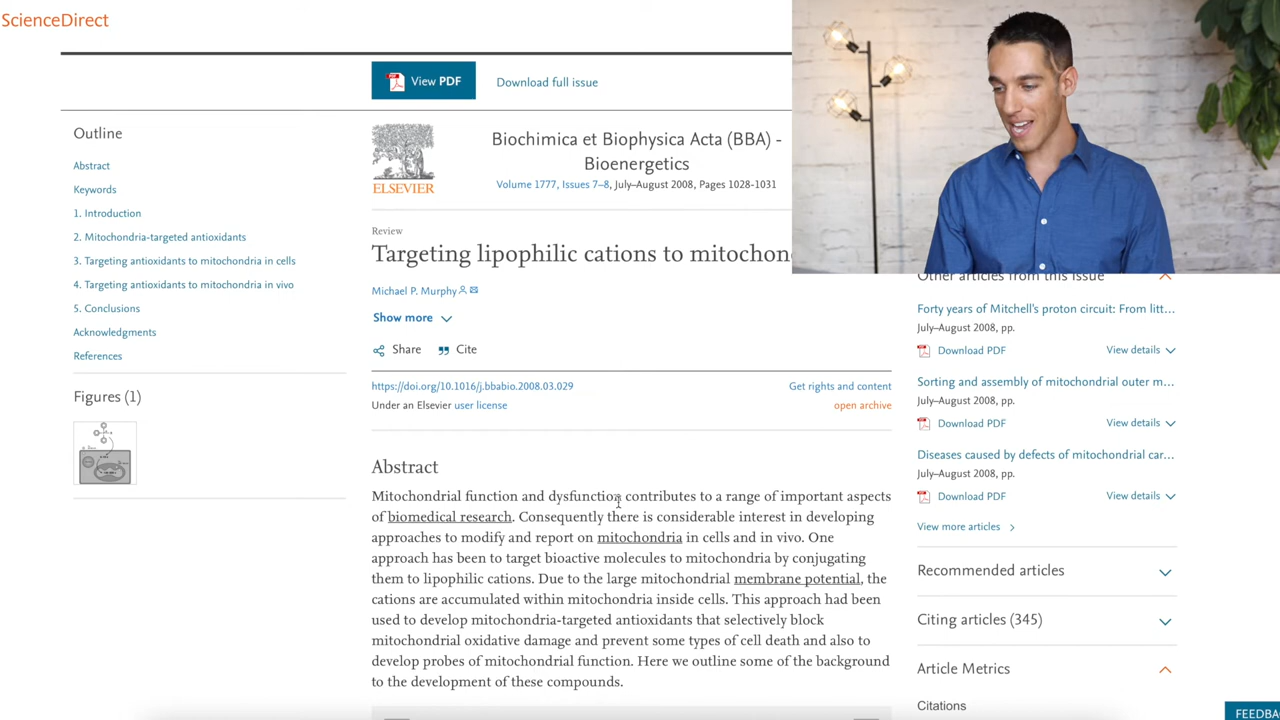 ScienceDirect
View PDF
Download full issue
Outline
Abstract
Keywords
1. Introduction
2. Mitochondria-targeted antioxidants
3. Targeting antioxidants to mitochondria in cells
4. Targeting antioxidants to mitochondria in vivo
5. Conclusions
Acknowledgments
References
Figures (1)
ELSEVIER
Biochimica et Biophysica Acta (BBA) -
Bioenergetics
Volume 1777, Issues 7–8, July–August 2008, Pages 1028-1031
Review
Targeting lipophilic cations to mitochon
Michael P. Murphy
Show more
Share
Cite
https://doi.org/10.1016/j.bbabio.2008.03.029
Get rights and content
Under an Elsevier user license
open archive
Abstract
Mitochondrial function and dysfunction contributes to a range of important aspects
of biomedical research. Consequently there is considerable interest in developing
approaches to modify and report on mitochondria in cells and in vivo. One
approach has been to target bioactive molecules to mitochondria by conjugating
them to lipophilic cations. Due to the large mitochondrial membrane potential, the
cations are accumulated within mitochondria inside cells. This approach had been
used to develop mitochondria-targeted antioxidants that selectively block
mitochondrial oxidative damage and prevent some types of cell death and also to
develop probes of mitochondrial function. Here we outline some of the background
to the development of these compounds.
Other articles from this issue
Forty years of Mitchell's proton circuit: From litt...
July–August 2008, pp.
Download PDF
View details
Sorting and assembly of mitochondrial outer m...
July–August 2008, pp.
Download PDF
View details
Diseases caused by defects of mitochondrial car...
July–August 2008, pp.
Download PDF
View details
View more articles
Recommended articles
Citing articles (345)
Article Metrics
Citations
FEEDBA